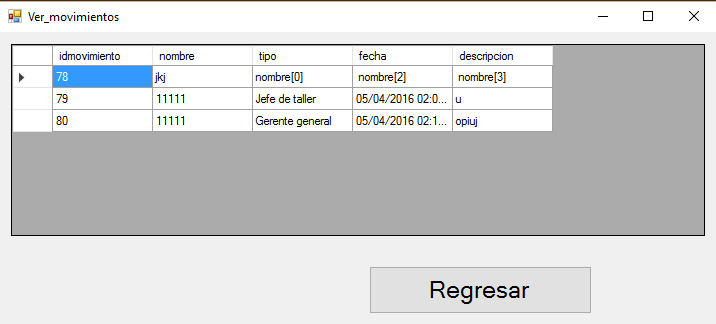 Ver_movimientos
idmovimiento nombre tipo fecha descripcion
78 jkj nombre[0] nombre[2] nombre[3]
79 11111 Jefe de taller 05/04/2016 02:0... u
80 11111 Gerente general 05/04/2016 02:1... opiuj
Regresar